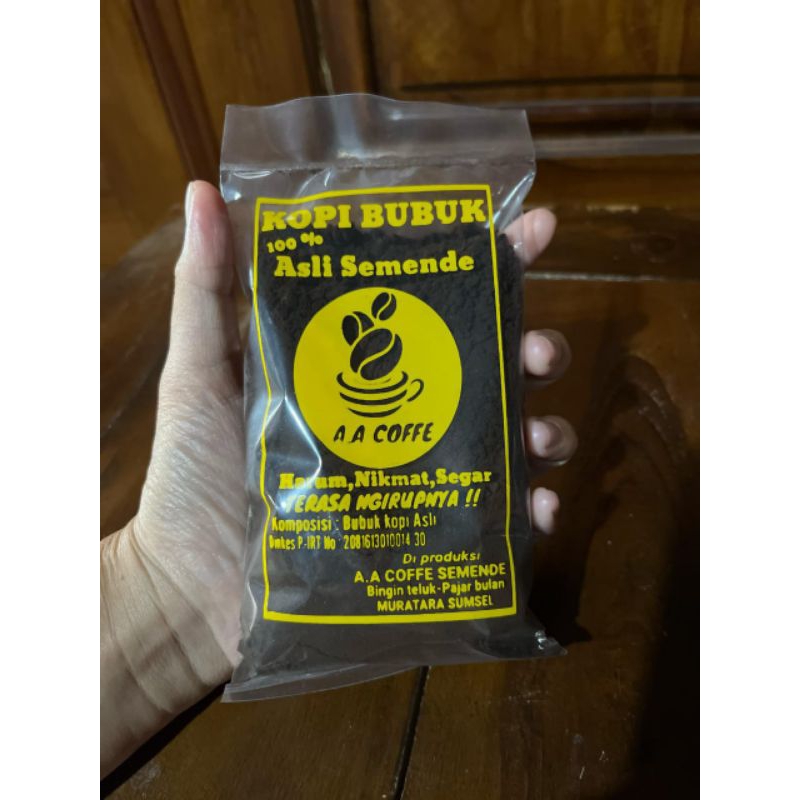 KOPI BUBUK
100 %
Asli Semende
A.A COFFE
Harum,Nikmat,Segar
TERASA NGIRUPNYA !!
Komposisi : Bubuk kopi Asli
Dinkes P-IRT No : 2081613010014 30
Di produksi
A.A COFFE SEMENDE
Bingin teluk-Pajar bulan
MURATARA SUMSEL